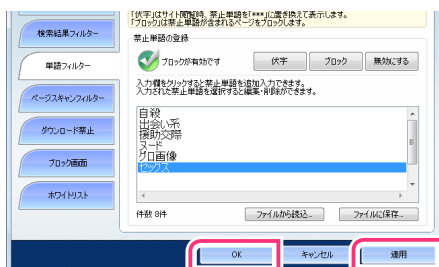 「伏字」はサイト閲覧時、禁止単語を「***」に置き換えて表示します。
「ブロック」は禁止単語が含まれるページをブロックします。
検索結果フィルター
禁止単語の登録
単語フィルター
ブロックが有効です
伏字
ブロック
無効にする
入力欄をクリックすると禁止単語を追加入力できます。
入力された禁止単語を選択すると編集・削除ができます。
ページスキャンフィルター
自殺
出会い系
援助交際
ヌード
グロ画像
セックス
ダウンロード禁止
ブロック画面
ホワイトリスト
件数 8件
ファイルから読込...
ファイルに保存...
OK
キャンセル
適用